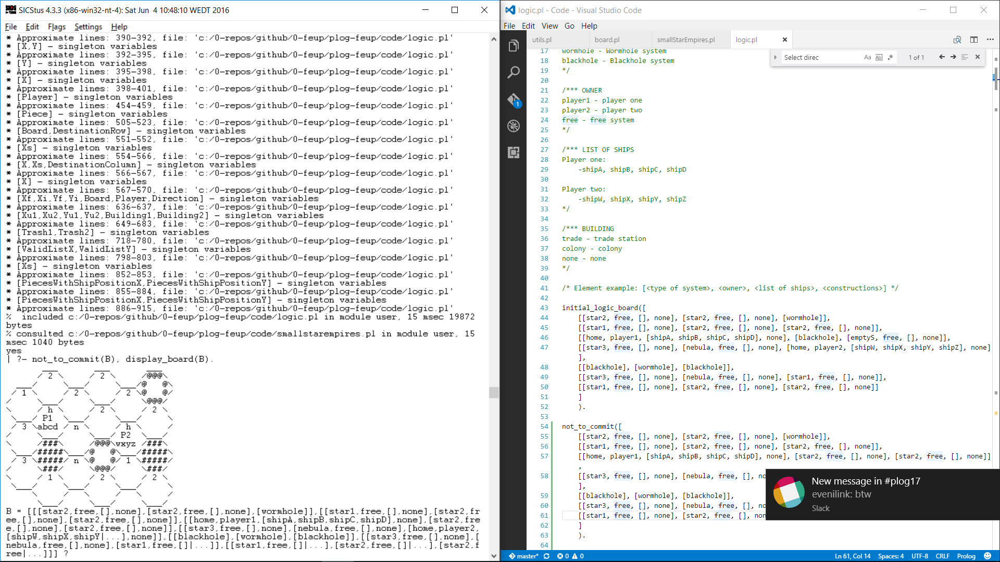 SICStus 4.3.3 (x86-win32-nt-4): Sat Jun  4 10:48:10 WEDT 2016
File Edit Flags Settings Help
* Approximate lines: 390-392, file: 'c:/0-repos/github/0-feup/plog-feup/code/logic.pl'
* [X,Y] - singleton variables
* Approximate lines: 392-395, file: 'c:/0-repos/github/0-feup/plog-feup/code/logic.pl'
* [Y] - singleton variables
* Approximate lines: 395-398, file: 'c:/0-repos/github/0-feup/plog-feup/code/logic.pl'
* [X] - singleton variables
* Approximate lines: 398-401, file: 'c:/0-repos/github/0-feup/plog-feup/code/logic.pl'
* [Player] - singleton variables
* Approximate lines: 454-459, file: 'c:/0-repos/github/0-feup/plog-feup/code/logic.pl'
* [Piece] - singleton variables
* Approximate lines: 505-523, file: 'c:/0-repos/github/0-feup/plog-feup/code/logic.pl'
* [Board,DestinationRow] - singleton variables
* Approximate lines: 551-552, file: 'c:/0-repos/github/0-feup/plog-feup/code/logic.pl'
* [Xs] - singleton variables
* Approximate lines: 554-566, file: 'c:/0-repos/github/0-feup/plog-feup/code/logic.pl'
* [X,Xs,DestinationColumn] - singleton variables
* Approximate lines: 566-567, file: 'c:/0-repos/github/0-feup/plog-feup/code/logic.pl'
* [X] - singleton variables
* Approximate lines: 567-570, file: 'c:/0-repos/github/0-feup/plog-feup/code/logic.pl'
* [Xf,Xi,Yf,Yi,Board,Player,Direction] - singleton variables
* Approximate lines: 636-637, file: 'c:/0-repos/github/0-feup/plog-feup/code/logic.pl'
* [Xu1,Xu2,Yu1,Yu2,Building1,Building2] - singleton variables
* Approximate lines: 649-683, file: 'c:/0-repos/github/0-feup/plog-feup/code/logic.pl'
* [Trash1,Trash2] - singleton variables
* Approximate lines: 718-780, file: 'c:/0-repos/github/0-feup/plog-feup/code/logic.pl'
* [ValidListX,ValidListY] - singleton variables
* Approximate lines: 798-803, file: 'c:/0-repos/github/0-feup/plog-feup/code/logic.pl'
* [Xs] - singleton variables
* Approximate lines: 852-853, file: 'c:/0-repos/github/0-feup/plog-feup/code/logic.pl'
* [PiecesWithShipPositionX,PiecesWithShipPositionY] - singleton variables
* Approximate lines: 855-884, file: 'c:/0-repos/github/0-feup/plog-feup/code/logic.pl'
* [PiecesWithShipPositionX,PiecesWithShipPositionY] - singleton variables
* Approximate lines: 886-915, file: 'c:/0-repos/github/0-feup/plog-feup/code/logic.pl'
%  included c:/0-repos/github/0-feup/plog-feup/code/logic.pl in module user, 15 msec 19872
bytes
% consulted c:/0-repos/github/0-feup/plog-feup/code/smallstarempires.pl in module user, 15
msec 1040 bytes
yes
| ?- not_to_commit(B), display_board(B).
        ___       ___       ___
      / 2 \     / 2 \     /@@@\
  ___/     \___/     \___/@   @\
 / 1 \     / 2 \     / 2 \@   @/
/     \___/     \___/     \@@@/
\     / h \     / 2 \     / 2 \
 \___/ P1  \___/     \___/     \
 / 3 \abcd / n \     / h \     /
/     \___/     \___/ P2  \___/
\     /###\     /@@@\wxyz /###\
 \___/#####\___/@   @\___/#####\
 / 3 \#####/ n \@   @/ 1 \#####/
/     \###/     \@@@/     \###/
\     / 1 \     / 2 \     / 2 \
 \___/     \___/     \___/     \
     \     /   \     /   \     /
      \___/     \___/     \___/
B = [[[star2,free,[],none],[star2,free,[],none],[wormhole]],[[star1,free,[],none],[star2,fr
ee,[],none],[star2,free,[],none]],[[home,player1,[shipA,shipB,shipC,shipD],none],[star2,fre
e,[],none],[star2,free,[],none]],[[star3,free,[],none],[nebula,free,[],none],[home,player2,
[shipW,shipX,shipY|...],none]],[[blackhole],[wormhole],[blackhole]],[[star3,free,[],none],[
nebula,free,[],none],[star1,free,[]|...]],[[star1,free,[]|...],[star2,free,[]|...],[star2,f
ree|...]]] ?
logic.pl - Code - Visual Studio Code
File Edit View Go Help
utils.pl board.pl smallStarEmpires.pl logic.pl
Select direc Aa Abl .* 1 of 1
1
17 wormhole - Wormhole system
18 blackhole - Blackhole system
19 */
20
21 /*** OWNER
22 player1 - player one
23 player2 - player two
24 free - free system
25 */
26
27 /*** LIST OF SHIPS
28 Player one:
29     -shipA, shipB, shipC, shipD
30
31 Player two:
32     -shipW, shipX, shipY, shipZ
33 */
34
35 /*** BUILDING
36 trade - trade station
37 colony - colony
38 none - none
39 */
40
41 /* Element example: [<type of system>, <owner>, <list of ships>, <constructions>] */
42
43 initial_logic_board([
44     [[star2, free, [], none], [star2, free, [], none], [wormhole]],
45     [[star1, free, [], none], [star2, free, [], none], [star2, free, [], none]],
46     [[home, player1, [shipA, shipB, shipC, shipD], none], [blackhole], [emptyS, free, [], none]],
47     [[star3, free, [], none], [nebula, free, [], none], [home, player2, [shipW, shipX, shipY, shipZ], none]
    ],
48     [[blackhole], [wormhole], [blackhole]],
49     [[star3, free, [], none], [nebula, free, [], none], [star1, free, [], none]],
50     [[star1, free, [], none], [star2, free, [], none], [star2, free, [], none]]
51     ]
52     ).
53
54 not_to_commit([
55     [[star2, free, [], none], [star2, free, [], none], [wormhole]],
56     [[star1, free, [], none], [star2, free, [], none], [star2, free, [], none]],
57     [[home, player1, [shipA, shipB, shipC, shipD], none], [star2, free, [], none], [star2, free, [], none]]
    ,
58     [[star3, free, [], none], [nebula, free, [], no
    ],
59     [[blackhole], [wormhole], [blackhole]],
60     [[star3, free, [], none], [nebula, free, [], no
61     [[star1, free, [], none], [star2, free, [], non
62     ]
63     ).
64
New message in #plog17
evenilink: btw
Slack
master* 0 0 Ln 61, Col 14 Spaces: 4 UTF-8 CRLF Prolog